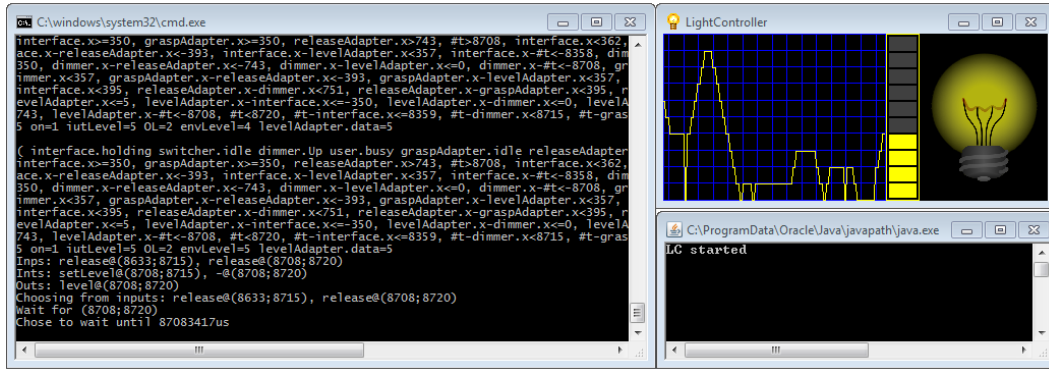 C:\windows\system32\cmd.exe
interface.x>=350, graspAdapter.x>=350, releaseAdapter.x>743, #t>8708, interface.x<362,
ace.x-releaseAdapter.x<-393, interface.x-levelAdapter.x<357, interface.x-#t<-8358, dim
350, dimmer.x-releaseAdapter.x<-743, dimmer.x-levelAdapter.x<=0, dimmer.x-#t<-8708, gr
immer.x<357, graspAdapter.x-releaseAdapter.x<-393, graspAdapter.x-levelAdapter.x<357,
interface.x<395, releaseAdapter.x-dimmer.x<751, releaseAdapter.x-graspAdapter.x<395, r
evelAdapter.x<=5, levelAdapter.x-interface.x<=-350, levelAdapter.x-dimmer.x<=0, levelA
743, levelAdapter.x-#t<-8708, #t<8720, #t-interface.x<=8359, #t-dimmer.x<8715, #t-gras
5 on=1 iutLevel=5 OL=2 envLevel=4 levelAdapter.data=5
( interface.holding switcher.idle dimmer.Up user.busy graspAdapter.idle releaseAdapter
interface.x>=350, graspAdapter.x>=350, releaseAdapter.x>743, #t>8708, interface.x<362,
ace.x-releaseAdapter.x<-393, interface.x-levelAdapter.x<357, interface.x-#t<-8358, dim
350, dimmer.x-releaseAdapter.x<-743, dimmer.x-levelAdapter.x<=0, dimmer.x-#t<-8708, gr
immer.x<357, graspAdapter.x-releaseAdapter.x<-393, graspAdapter.x-levelAdapter.x<357,
interface.x<395, releaseAdapter.x-dimmer.x<751, releaseAdapter.x-graspAdapter.x<395, r
evelAdapter.x<=5, levelAdapter.x-interface.x<=-350, levelAdapter.x-dimmer.x<=0, levelA
743, levelAdapter.x-#t<-8708, #t<8720, #t-interface.x<=8359, #t-dimmer.x<8715, #t-gras
5 on=1 iutLevel=5 OL=2 envLevel=5 levelAdapter.data=5
Inps: release@(8633;8715), release@(8708;8720)
Ints: setLevel@(8708;8715), -@(8708;8720)
Outs: level@(8708;8720)
Choosing from inputs: release@(8633;8715), release@(8708;8720)
Wait for (8708;8720)
Chose to wait until 87083417us
LightController
C:\ProgramData\Oracle\Java\javapath\java.exe
LC started